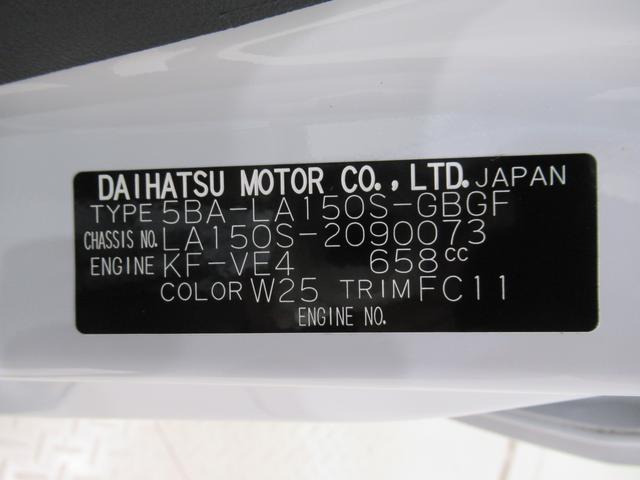 DAIHATSU MOTOR CO.,LTD. JAPAN
TYPE 5BA-LA150S-GBGF
CHASSIS NO. LA150S-2090073
ENGINE KF-VE4 658cc
COLOR W25 TRIM FC11
ENGINE NO.